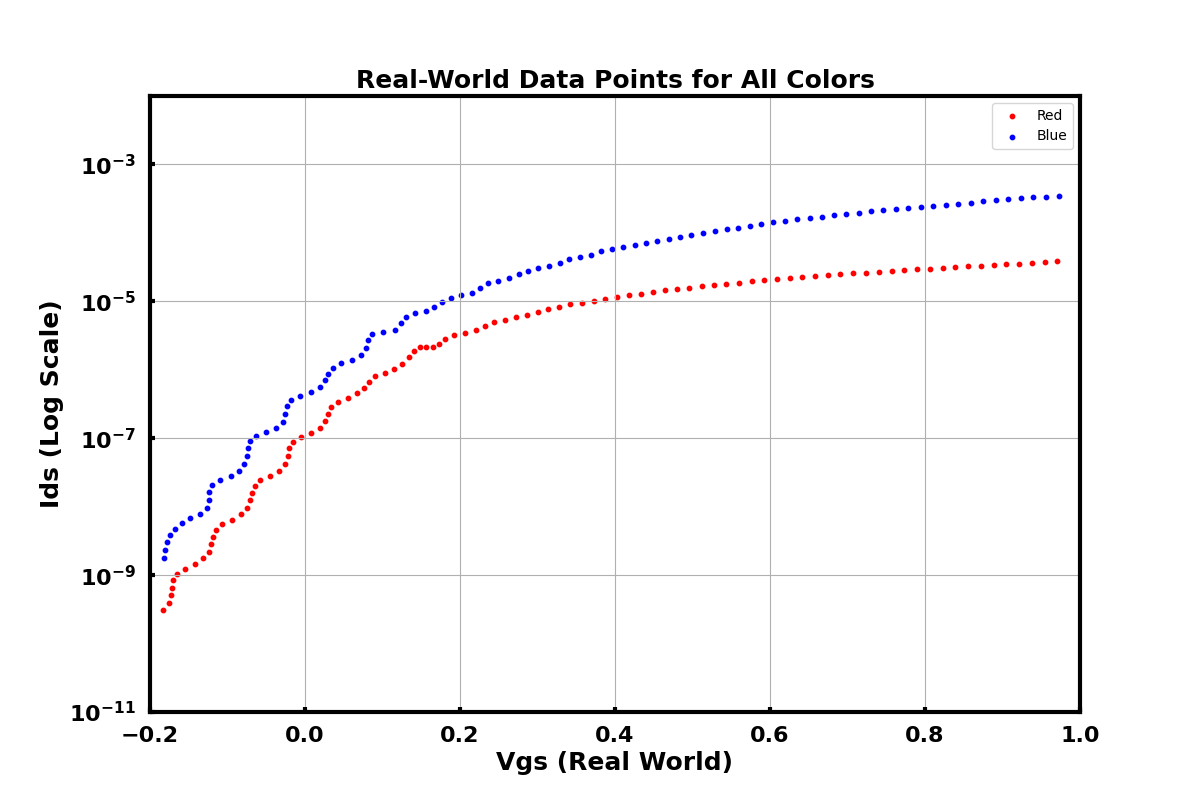 Real-World Data Points for All Colors
Red
Blue
Ids (Log Scale)
10⁻³
10⁻⁵
10⁻⁷
10⁻⁹
10⁻¹¹
−0.2 0.0 0.2 0.4 0.6 0.8 1.0
Vgs (Real World)